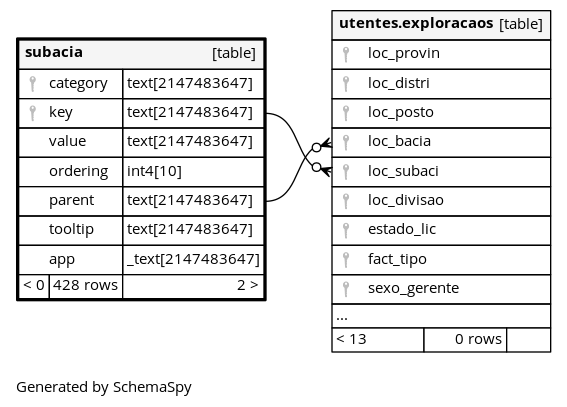 subacia [table]
category text[2147483647]
key text[2147483647]
value text[2147483647]
ordering int4[10]
parent text[2147483647]
tooltip text[2147483647]
app _text[2147483647]
< 0 428 rows 2 >
utentes.exploracaos [table]
loc_provin
loc_distri
loc_posto
loc_bacia
loc_subaci
loc_divisao
estado_lic
fact_tipo
sexo_gerente
...
< 13 0 rows
Generated by SchemaSpy